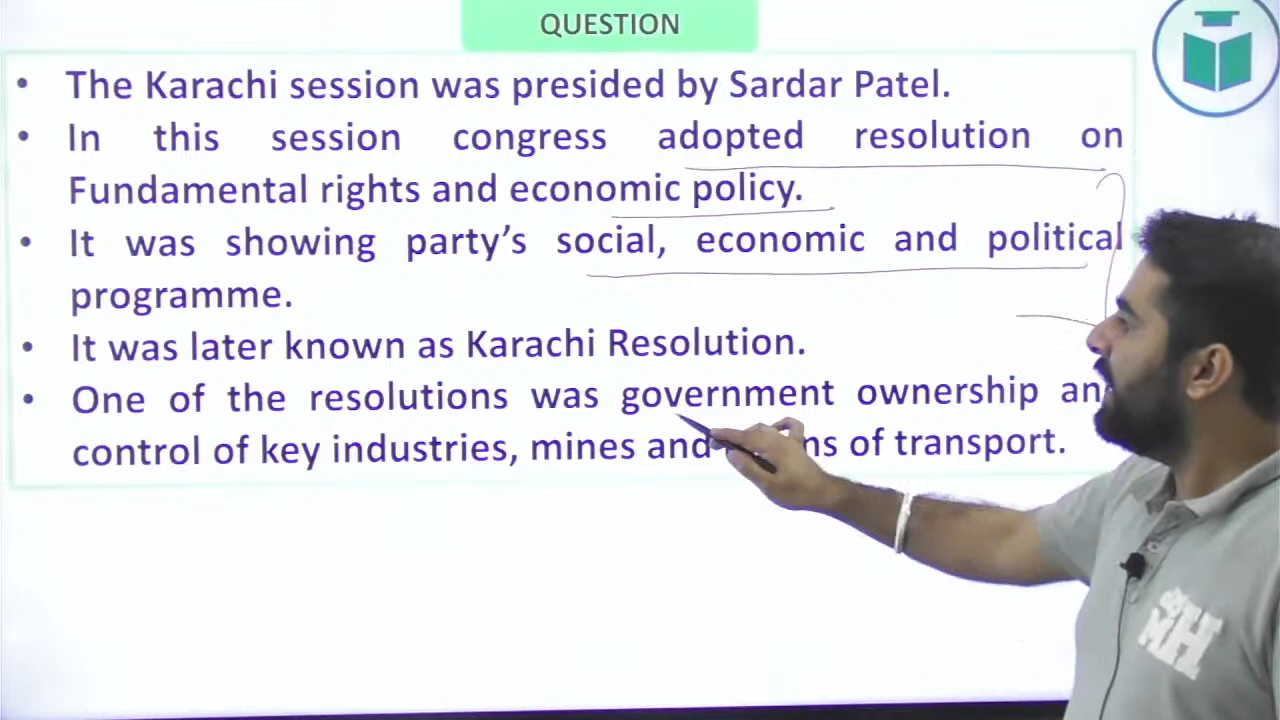 QUESTION
• The Karachi session was presided by Sardar Patel.
• In this session congress adopted resolution on
Fundamental rights and economic policy.
• It was showing party’s social, economic and political
programme.
• It was later known as Karachi Resolution.
• One of the resolutions was government ownership
control of key industries, mines and of transport.
MH